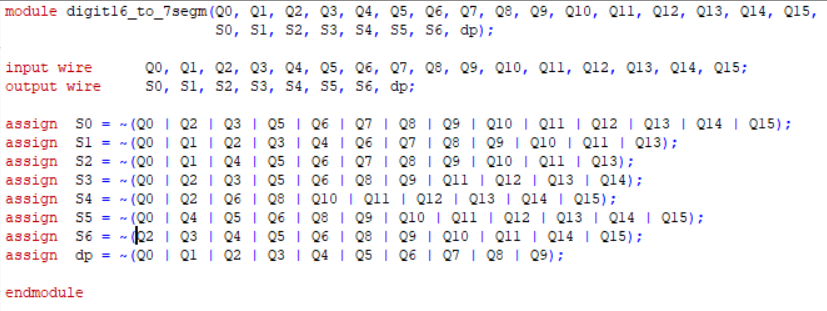 module digit16_to_7segm(Q0, Q1, Q2, Q3, Q4, Q5, Q6, Q7, Q8, Q9, Q10, Q11, Q12, Q13, Q14, Q15,
S0, S1, S2, S3, S4, S5, S6, dp);
input wire Q0, Q1, Q2, Q3, Q4, Q5, Q6, Q7, Q8, Q9, Q10, Q11, Q12, Q13, Q14, Q15;
output wire S0, S1, S2, S3, S4, S5, S6, dp;
assign S0 = ~(Q0 | Q2 | Q3 | Q5 | Q6 | Q7 | Q8 | Q9 | Q10 | Q11 | Q12 | Q13 | Q14 | Q15);
assign S1 = ~(Q0 | Q1 | Q2 | Q3 | Q4 | Q6 | Q7 | Q8 | Q9 | Q10 | Q11 | Q13);
assign S2 = ~(Q0 | Q1 | Q4 | Q5 | Q6 | Q7 | Q8 | Q9 | Q10 | Q11 | Q13);
assign S3 = ~(Q0 | Q2 | Q3 | Q5 | Q6 | Q8 | Q9 | Q11 | Q12 | Q13 | Q14);
assign S4 = ~(Q0 | Q2 | Q6 | Q8 | Q10 | Q11 | Q12 | Q13 | Q14 | Q15);
assign S5 = ~(Q0 | Q4 | Q5 | Q6 | Q8 | Q9 | Q10 | Q11 | Q12 | Q13 | Q14 | Q15);
assign S6 = ~(Q2 | Q3 | Q4 | Q5 | Q6 | Q8 | Q9 | Q10 | Q11 | Q14 | Q15);
assign dp = ~(Q0 | Q1 | Q2 | Q3 | Q4 | Q5 | Q6 | Q7 | Q8 | Q9);
endmodule